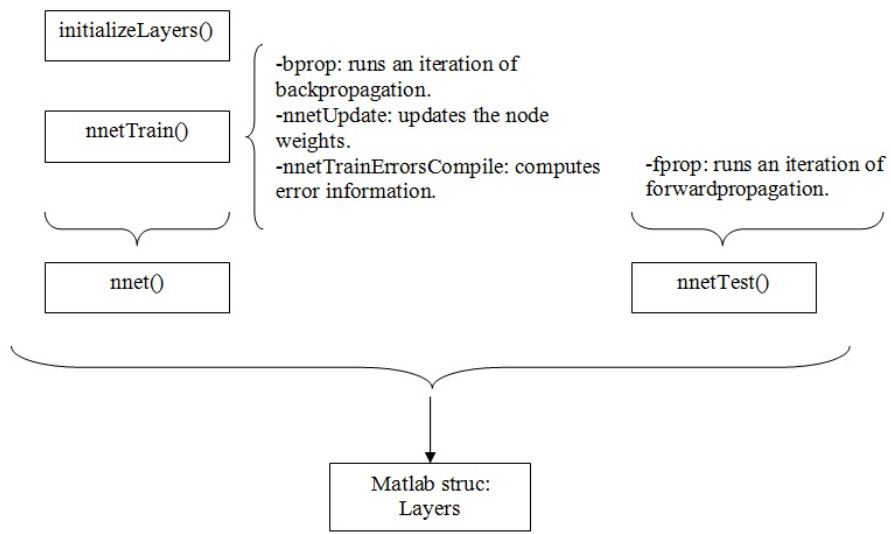 initializeLayers()
nnetTrain()
-bprop: runs an iteration of
backpropagation.
-nnetUpdate: updates the node
weights.
-nnetTrainErrorsCompile: computes
error information.
-fprop: runs an iteration of
forwardpropagation.
nnet()
nnetTest()
Matlab struc:
Layers